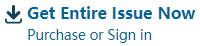 Get Entire Issue Now
Purchase or Sign in